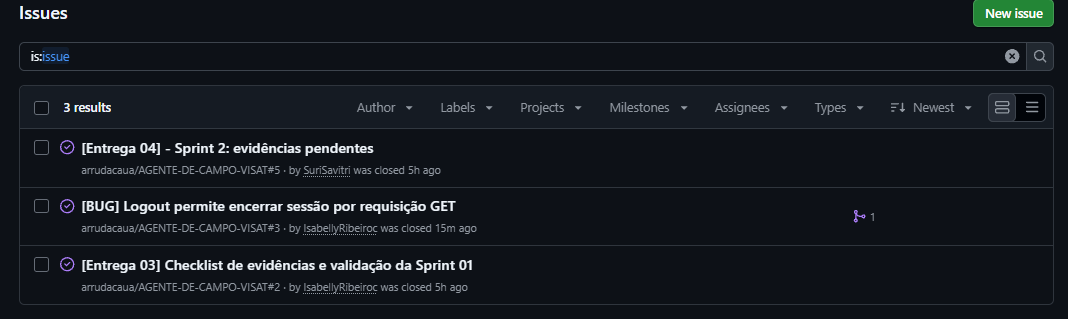 Issues
New issue
is:issue
3 results
Author
Labels
Projects
Milestones
Assignees
Types
Newest
[Entrega 04] - Sprint 2: evidências pendentes
arrudacaua/AGENTE-DE-CAMPO-VISAT#5 · by SuriSavitri was closed 5h ago
[BUG] Logout permite encerrar sessão por requisição GET
1
arrudacaua/AGENTE-DE-CAMPO-VISAT#3 · by IsabellyRibeiroc was closed 15m ago
[Entrega 03] Checklist de evidências e validação da Sprint 01
arrudacaua/AGENTE-DE-CAMPO-VISAT#2 · by IsabellyRibeiroc was closed 5h ago